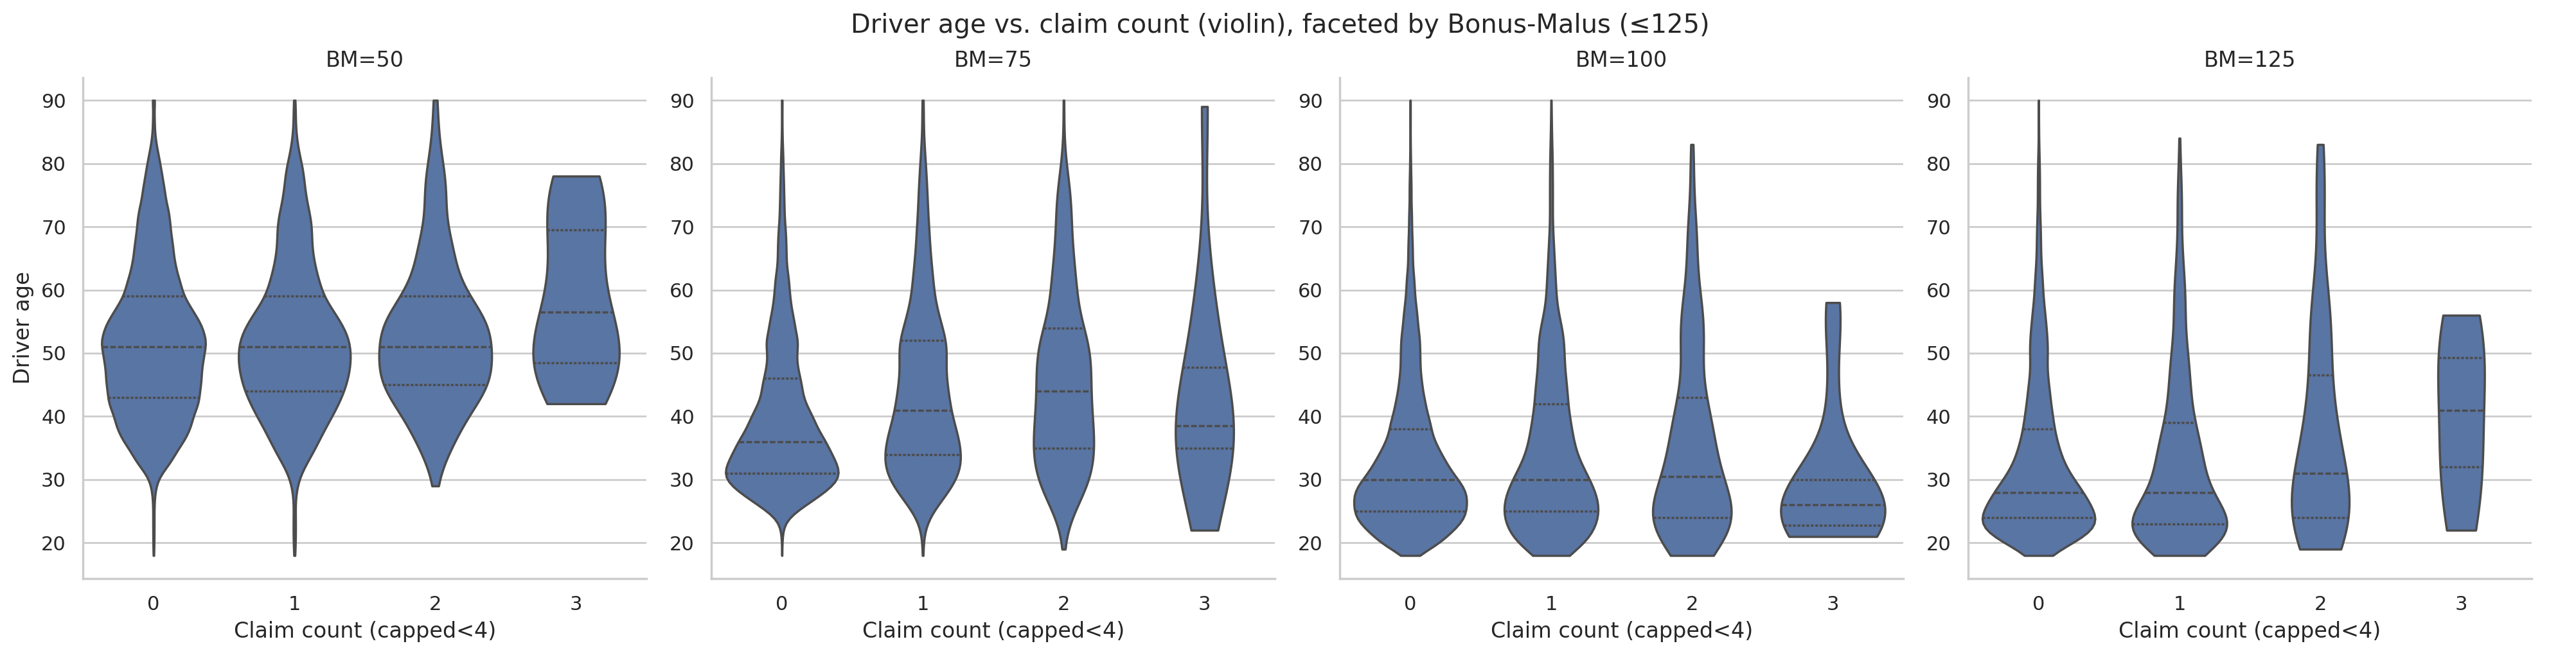 Driver age vs. claim count (violin), faceted by Bonus-Malus (≤125)
BM=50
BM=75
BM=100
BM=125
Driver age
90
80
70
60
50
40
30
20
90
80
70
60
50
40
30
20
90
80
70
60
50
40
30
20
90
80
70
60
50
40
30
20
0 1 2 3
0 1 2 3
0 1 2 3
0 1 2 3
Claim count (capped<4)
Claim count (capped<4)
Claim count (capped<4)
Claim count (capped<4)